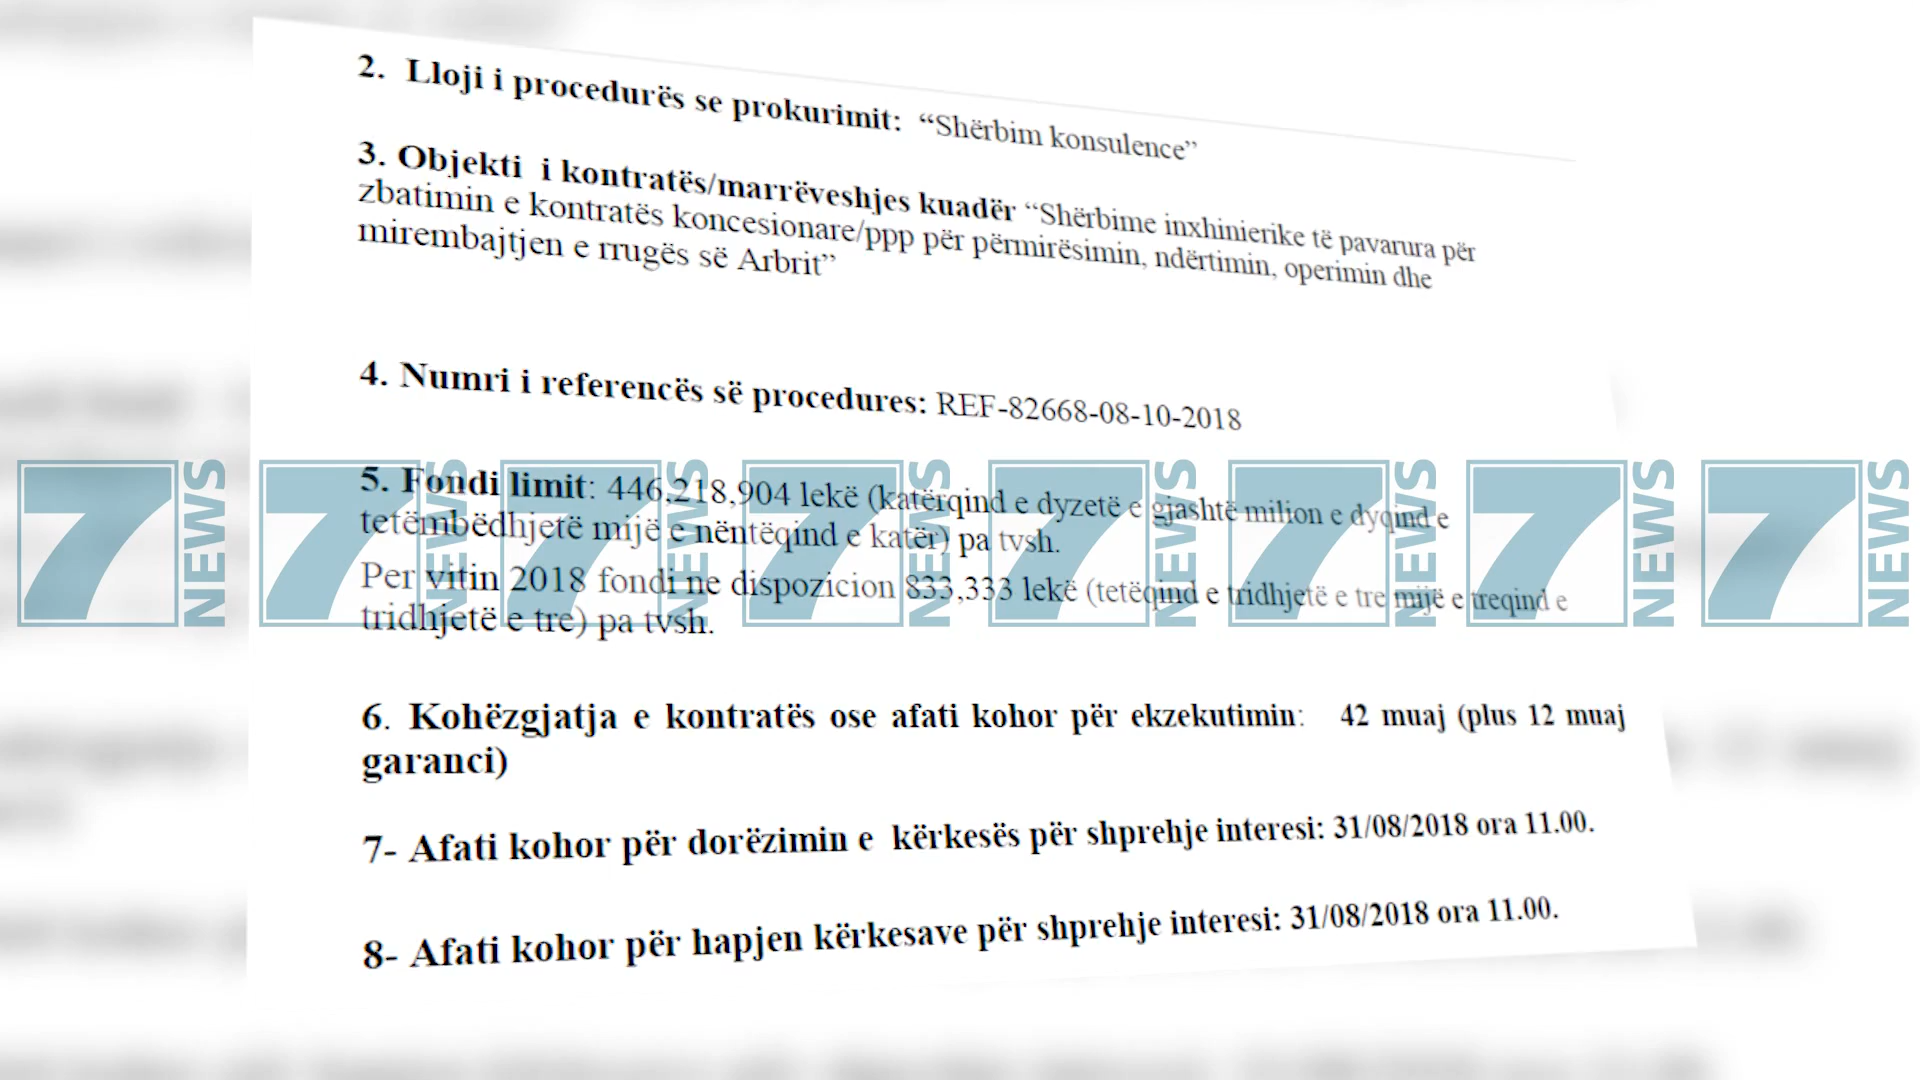 2. Lloji i procedurës se prokurimit: “Shërbim konsulence”
3. Objekti i kontratës/marrëveshjes kuadër “Shërbime inxhinierike të pavarura për
zbatimin e kontratës koncesionare/ppp për përmirësimin, ndërtimin, operimin dhe
mirembajtjen e rrugës së Arbrit”
4. Numri i referencës së procedures: REF-82668-08-10-2018
5. Fondi limit: 446,218,904 lekë (katërqind e dyzetë e gjashtë milion e dyqind e
tetëmbëdhjetë mijë e nëntëqind e katër) pa tvsh.
Per vitin 2018 fondi ne dispozicion 833,333 lekë (tetëqind e tridhjetë e tre mijë e treqind e
tridhjetë e tre) pa tvsh.
7 NEWS 7 NEWS 7 NEWS 7 NEWS 7 NEWS 7 NEWS 7 NEWS 7 NEWS
6. Kohëzgjatja e kontratës ose afati kohor për ekzekutimin: 42 muaj (plus 12 muaj
garanci)
7- Afati kohor për dorëzimin e kërkesës për shprehje interesi: 31/08/2018 ora 11.00.
8- Afati kohor për hapjen kërkesave për shprehje interesi: 31/08/2018 ora 11.00.